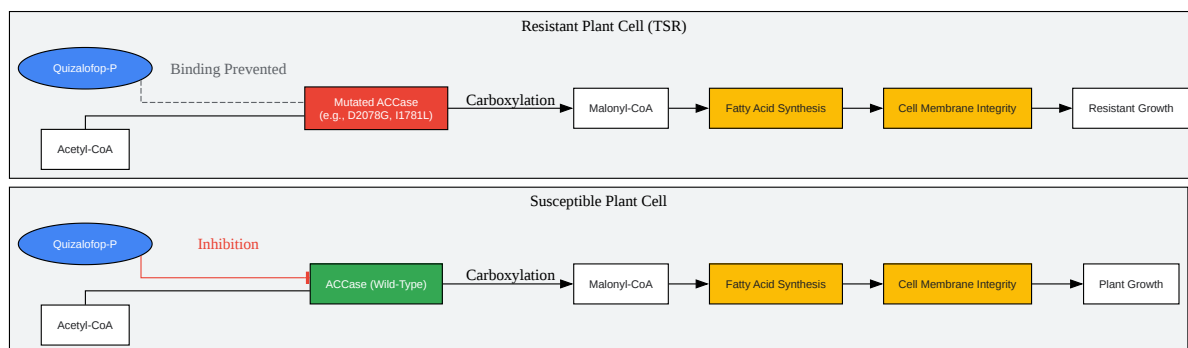 Resistant Plant Cell (TSR)
Quizalofop-P
Binding Prevented
Mutated ACCase
(e.g., D2078G, I1781L)
Carboxylation
Malonyl-CoA
Fatty Acid Synthesis
Cell Membrane Integrity
Resistant Growth
Acetyl-CoA
Susceptible Plant Cell
Quizalofop-P
Inhibition
ACCase (Wild-Type)
Carboxylation
Malonyl-CoA
Fatty Acid Synthesis
Cell Membrane Integrity
Plant Growth
Acetyl-CoA